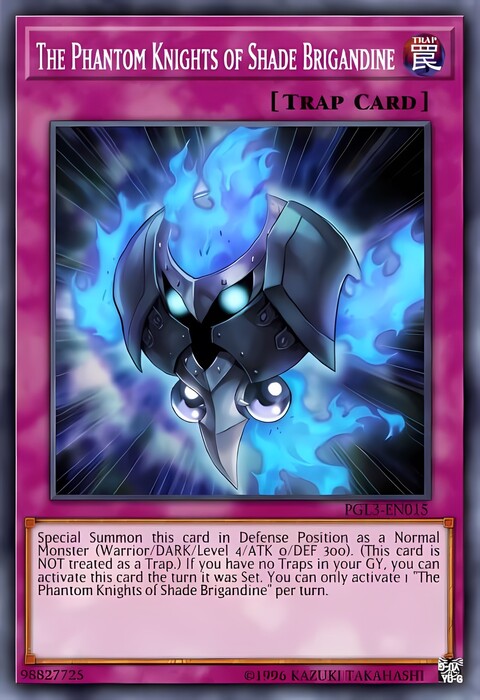 The Phantom Knights of Shade Brigandine
TRAP
罠
[Trap Card]
PGL3-EN015
Special Summon this card in Defense Position as a Normal
Monster (Warrior/DARK/Level 4/ATK 0/DEF 300). (This card is
NOT treated as a Trap.) If you have no Traps in your GY, you can
activate this card the turn it was Set. You can only activate 1 "The
Phantom Knights of Shade Brigandine" per turn.
98827725
©1996 KAZUKI TAKAHASHI